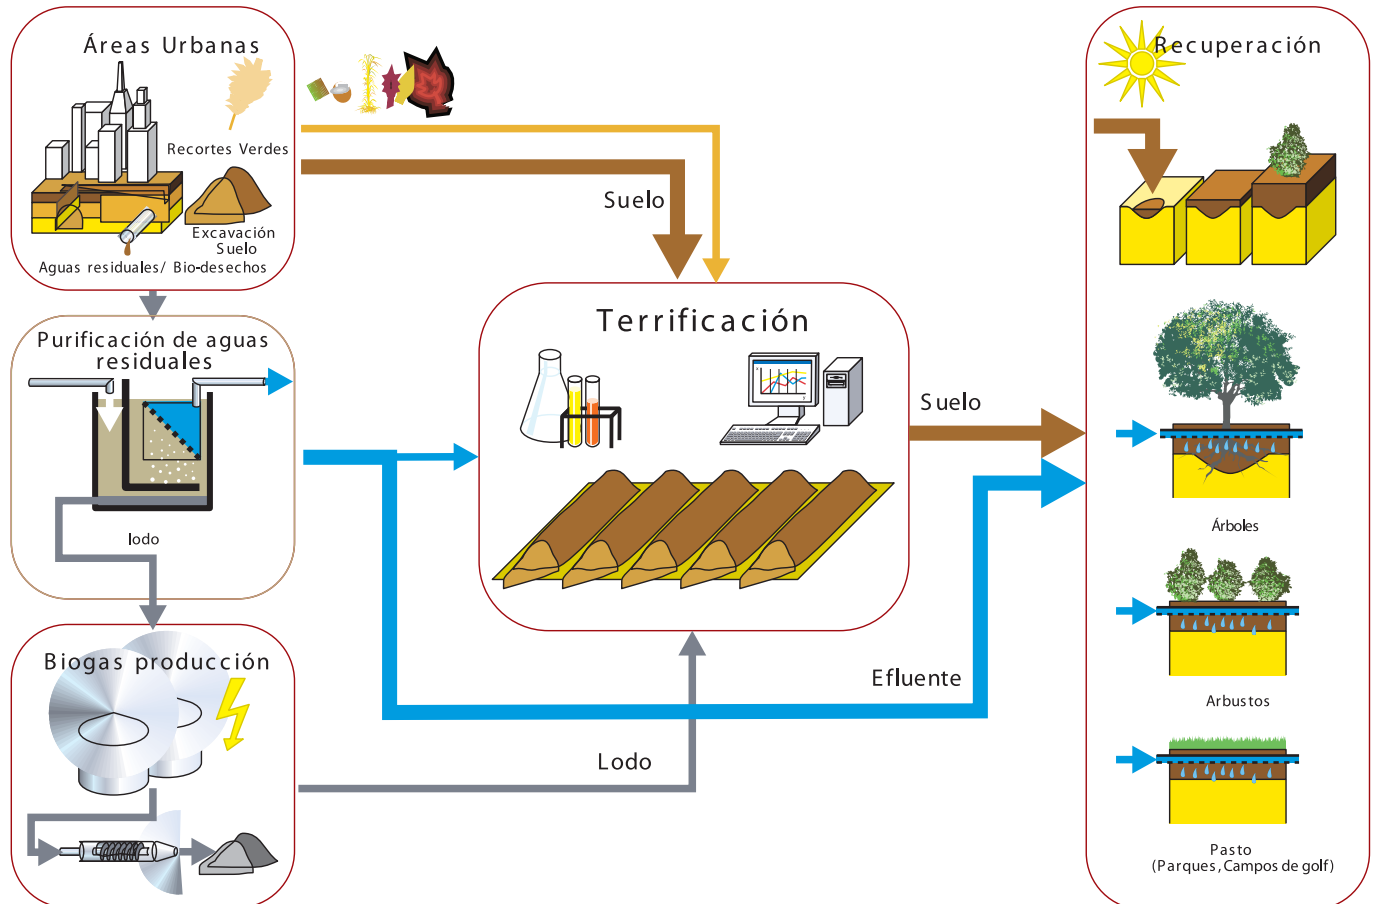 Áreas Urbanas
Recortes Verdes
Excavación
Suelo
Aguas residuales/ Bio-desechos
Purificación de aguas
residuales
lodo
Biogas producción
Suelo
Terrificación
Suelo
Efluente
Lodo
Recuperación
Árboles
Arbustos
Pasto
(Parques, Campos de golf)